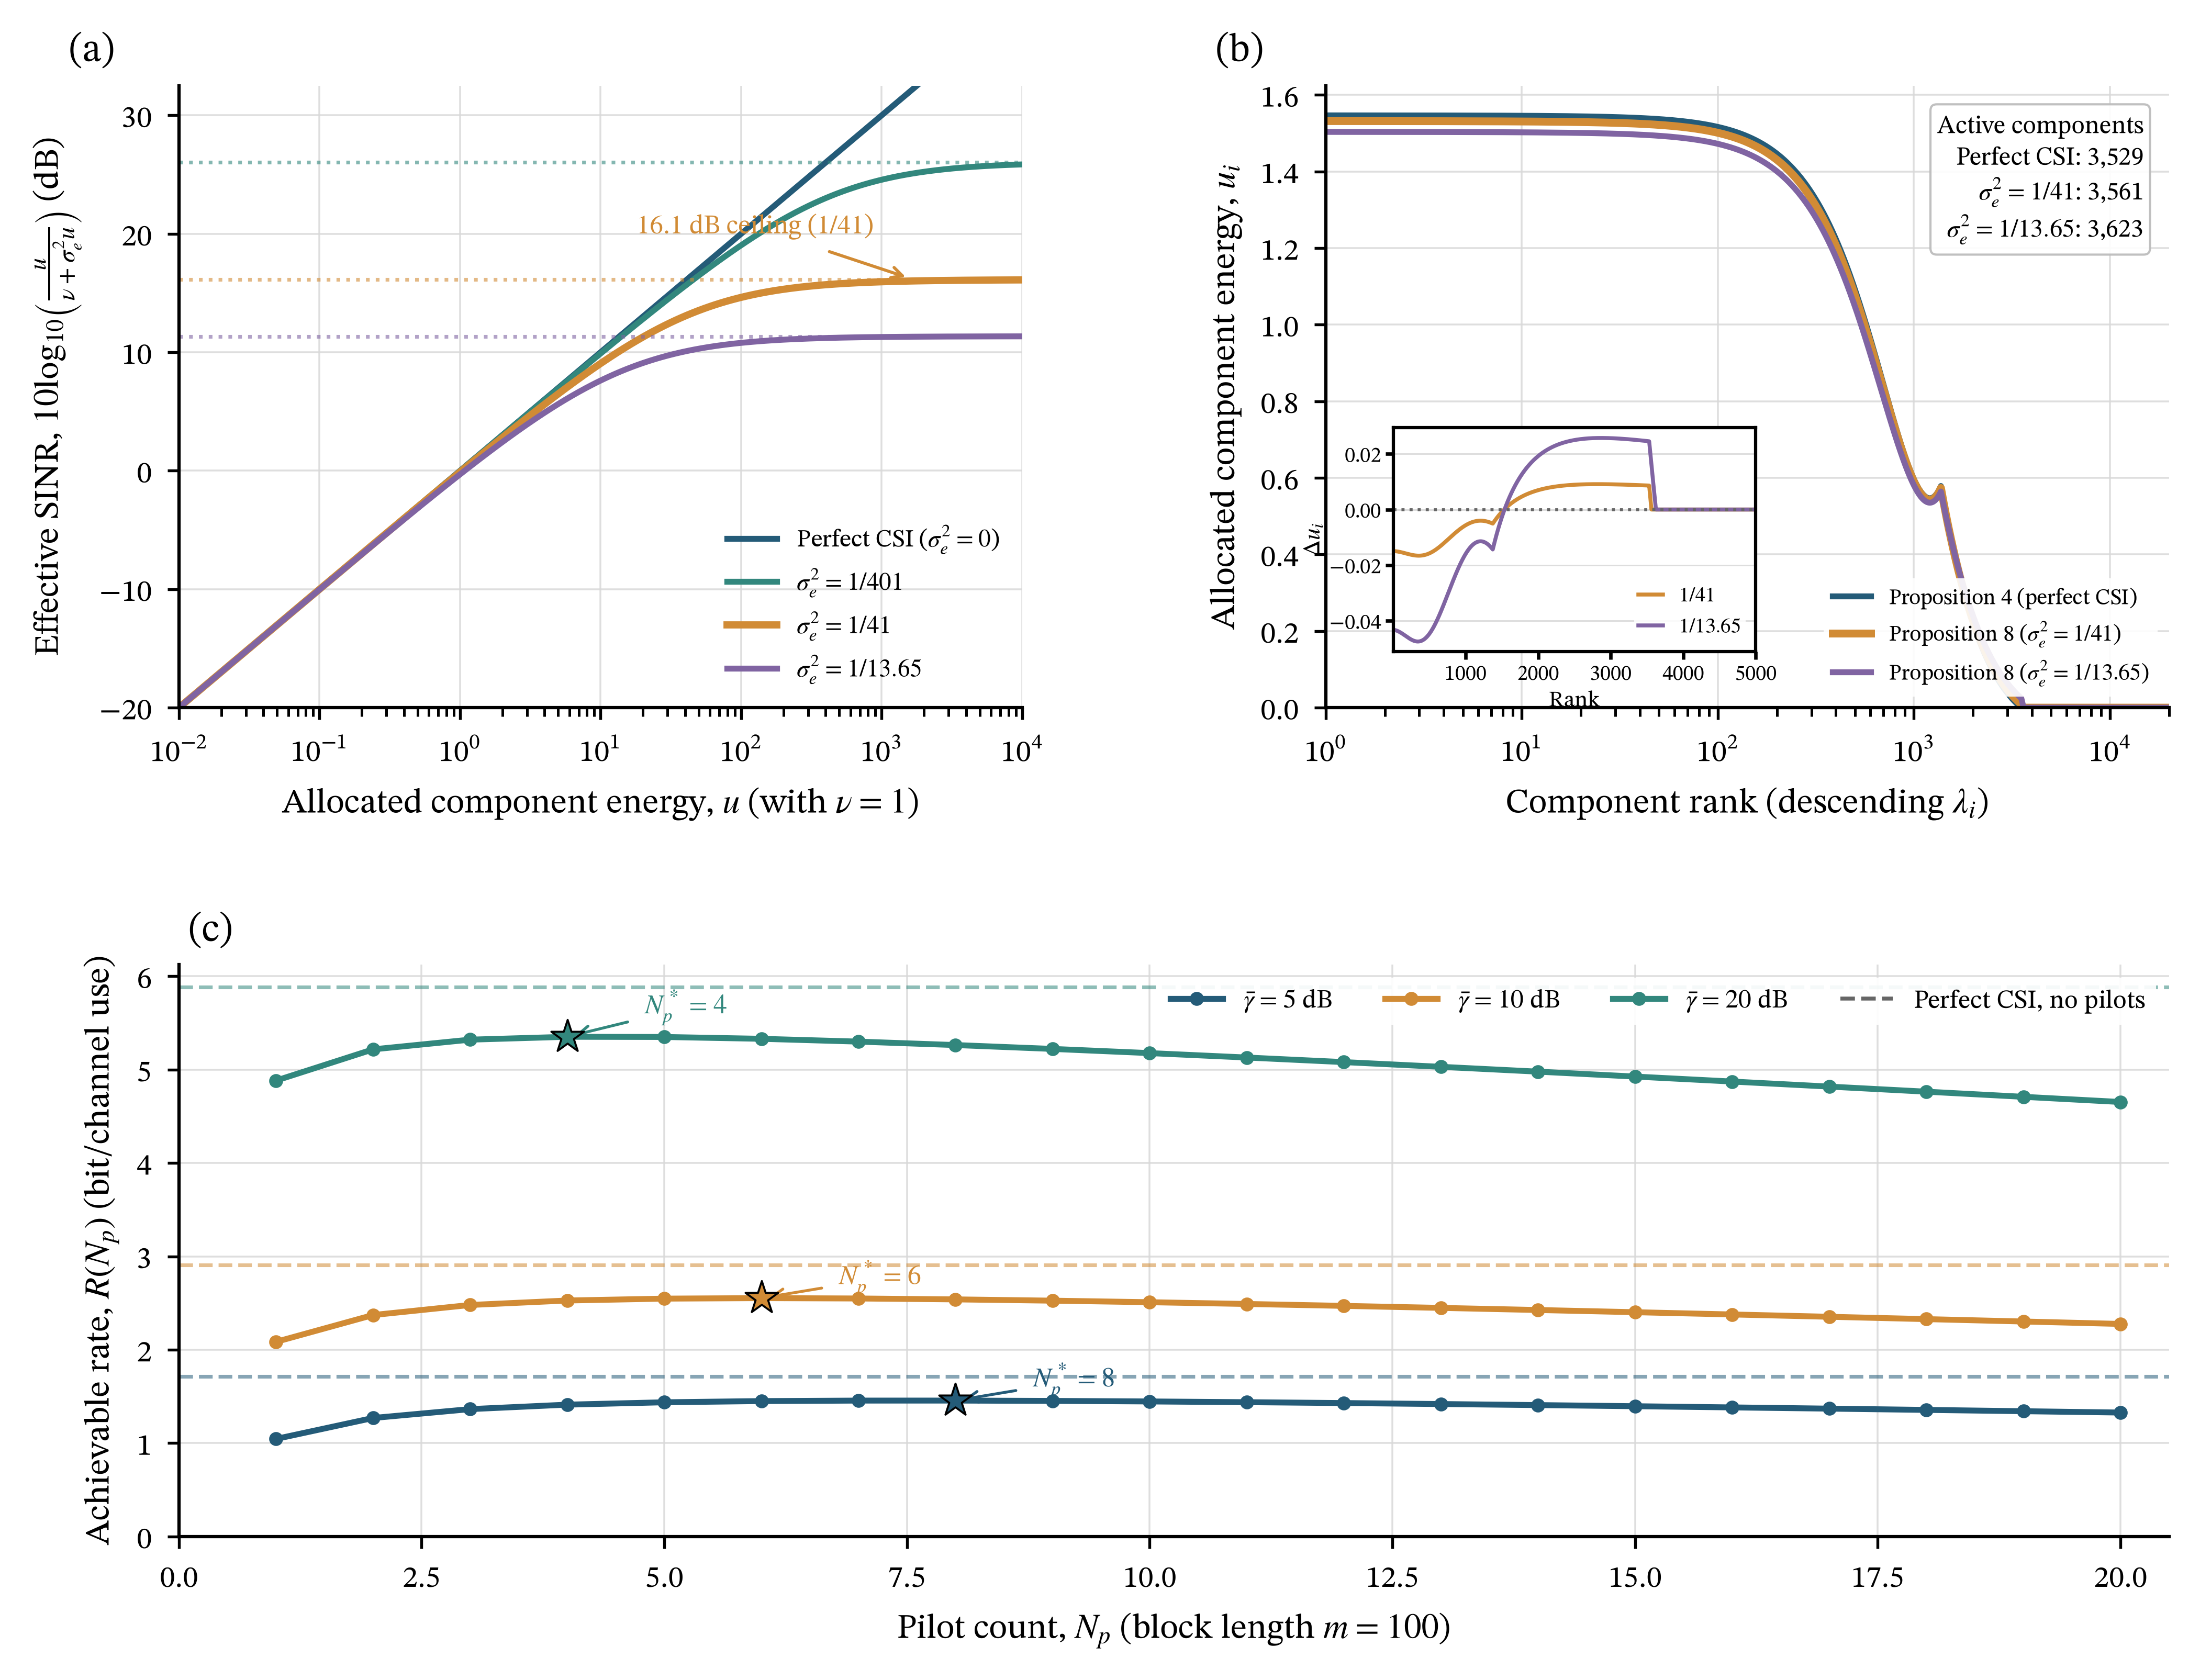 (a)
Effective SINR, 10log₁₀(u / (ν + σₑ²u)) (dB)
30
20
10
0
−10
−20
16.1 dB ceiling (1/41)
Perfect CSI (σₑ² = 0)
σₑ² = 1/401
σₑ² = 1/41
σₑ² = 1/13.65
10⁻² 10⁻¹ 10⁰ 10¹ 10² 10³ 10⁴
Allocated component energy, u (with ν = 1)
(b)
Allocated component energy, uᵢ
1.6
1.4
1.2
1.0
0.8
0.6
0.4
0.2
0.0
Active components
Perfect CSI: 3,529
σₑ² = 1/41: 3,561
σₑ² = 1/13.65: 3,623
Δuᵢ
0.02
0.00
−0.02
−0.04
1/41
1/13.65
1000 2000 3000 4000 5000
Rank
Proposition 4 (perfect CSI)
Proposition 8 (σₑ² = 1/41)
Proposition 8 (σₑ² = 1/13.65)
10⁰ 10¹ 10² 10³ 10⁴
Component rank (descending λᵢ)
(c)
Achievable rate, R(Nₚ) (bit/channel use)
6
5
4
3
2
1
0
γ̄ = 5 dB γ̄ = 10 dB γ̄ = 20 dB Perfect CSI, no pilots
Nₚ* = 4
Nₚ* = 6
Nₚ* = 8
0.0 2.5 5.0 7.5 10.0 12.5 15.0 17.5 20.0
Pilot count, Nₚ (block length m = 100)